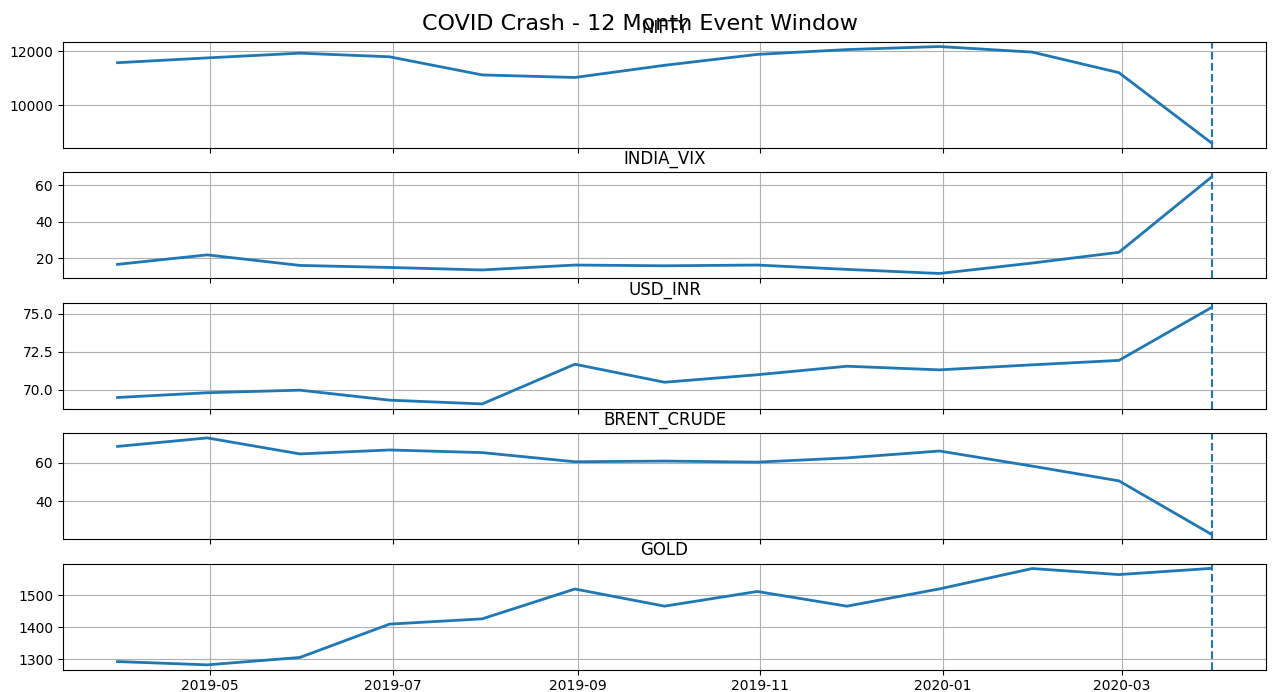 COVID Crash - 12 Month Event Window
NIFTY
12000
10000
INDIA_VIX
60
40
20
USD_INR
75.0
72.5
70.0
BRENT_CRUDE
60
40
GOLD
1500
1400
1300
2019-05 2019-07 2019-09 2019-11 2020-01 2020-03